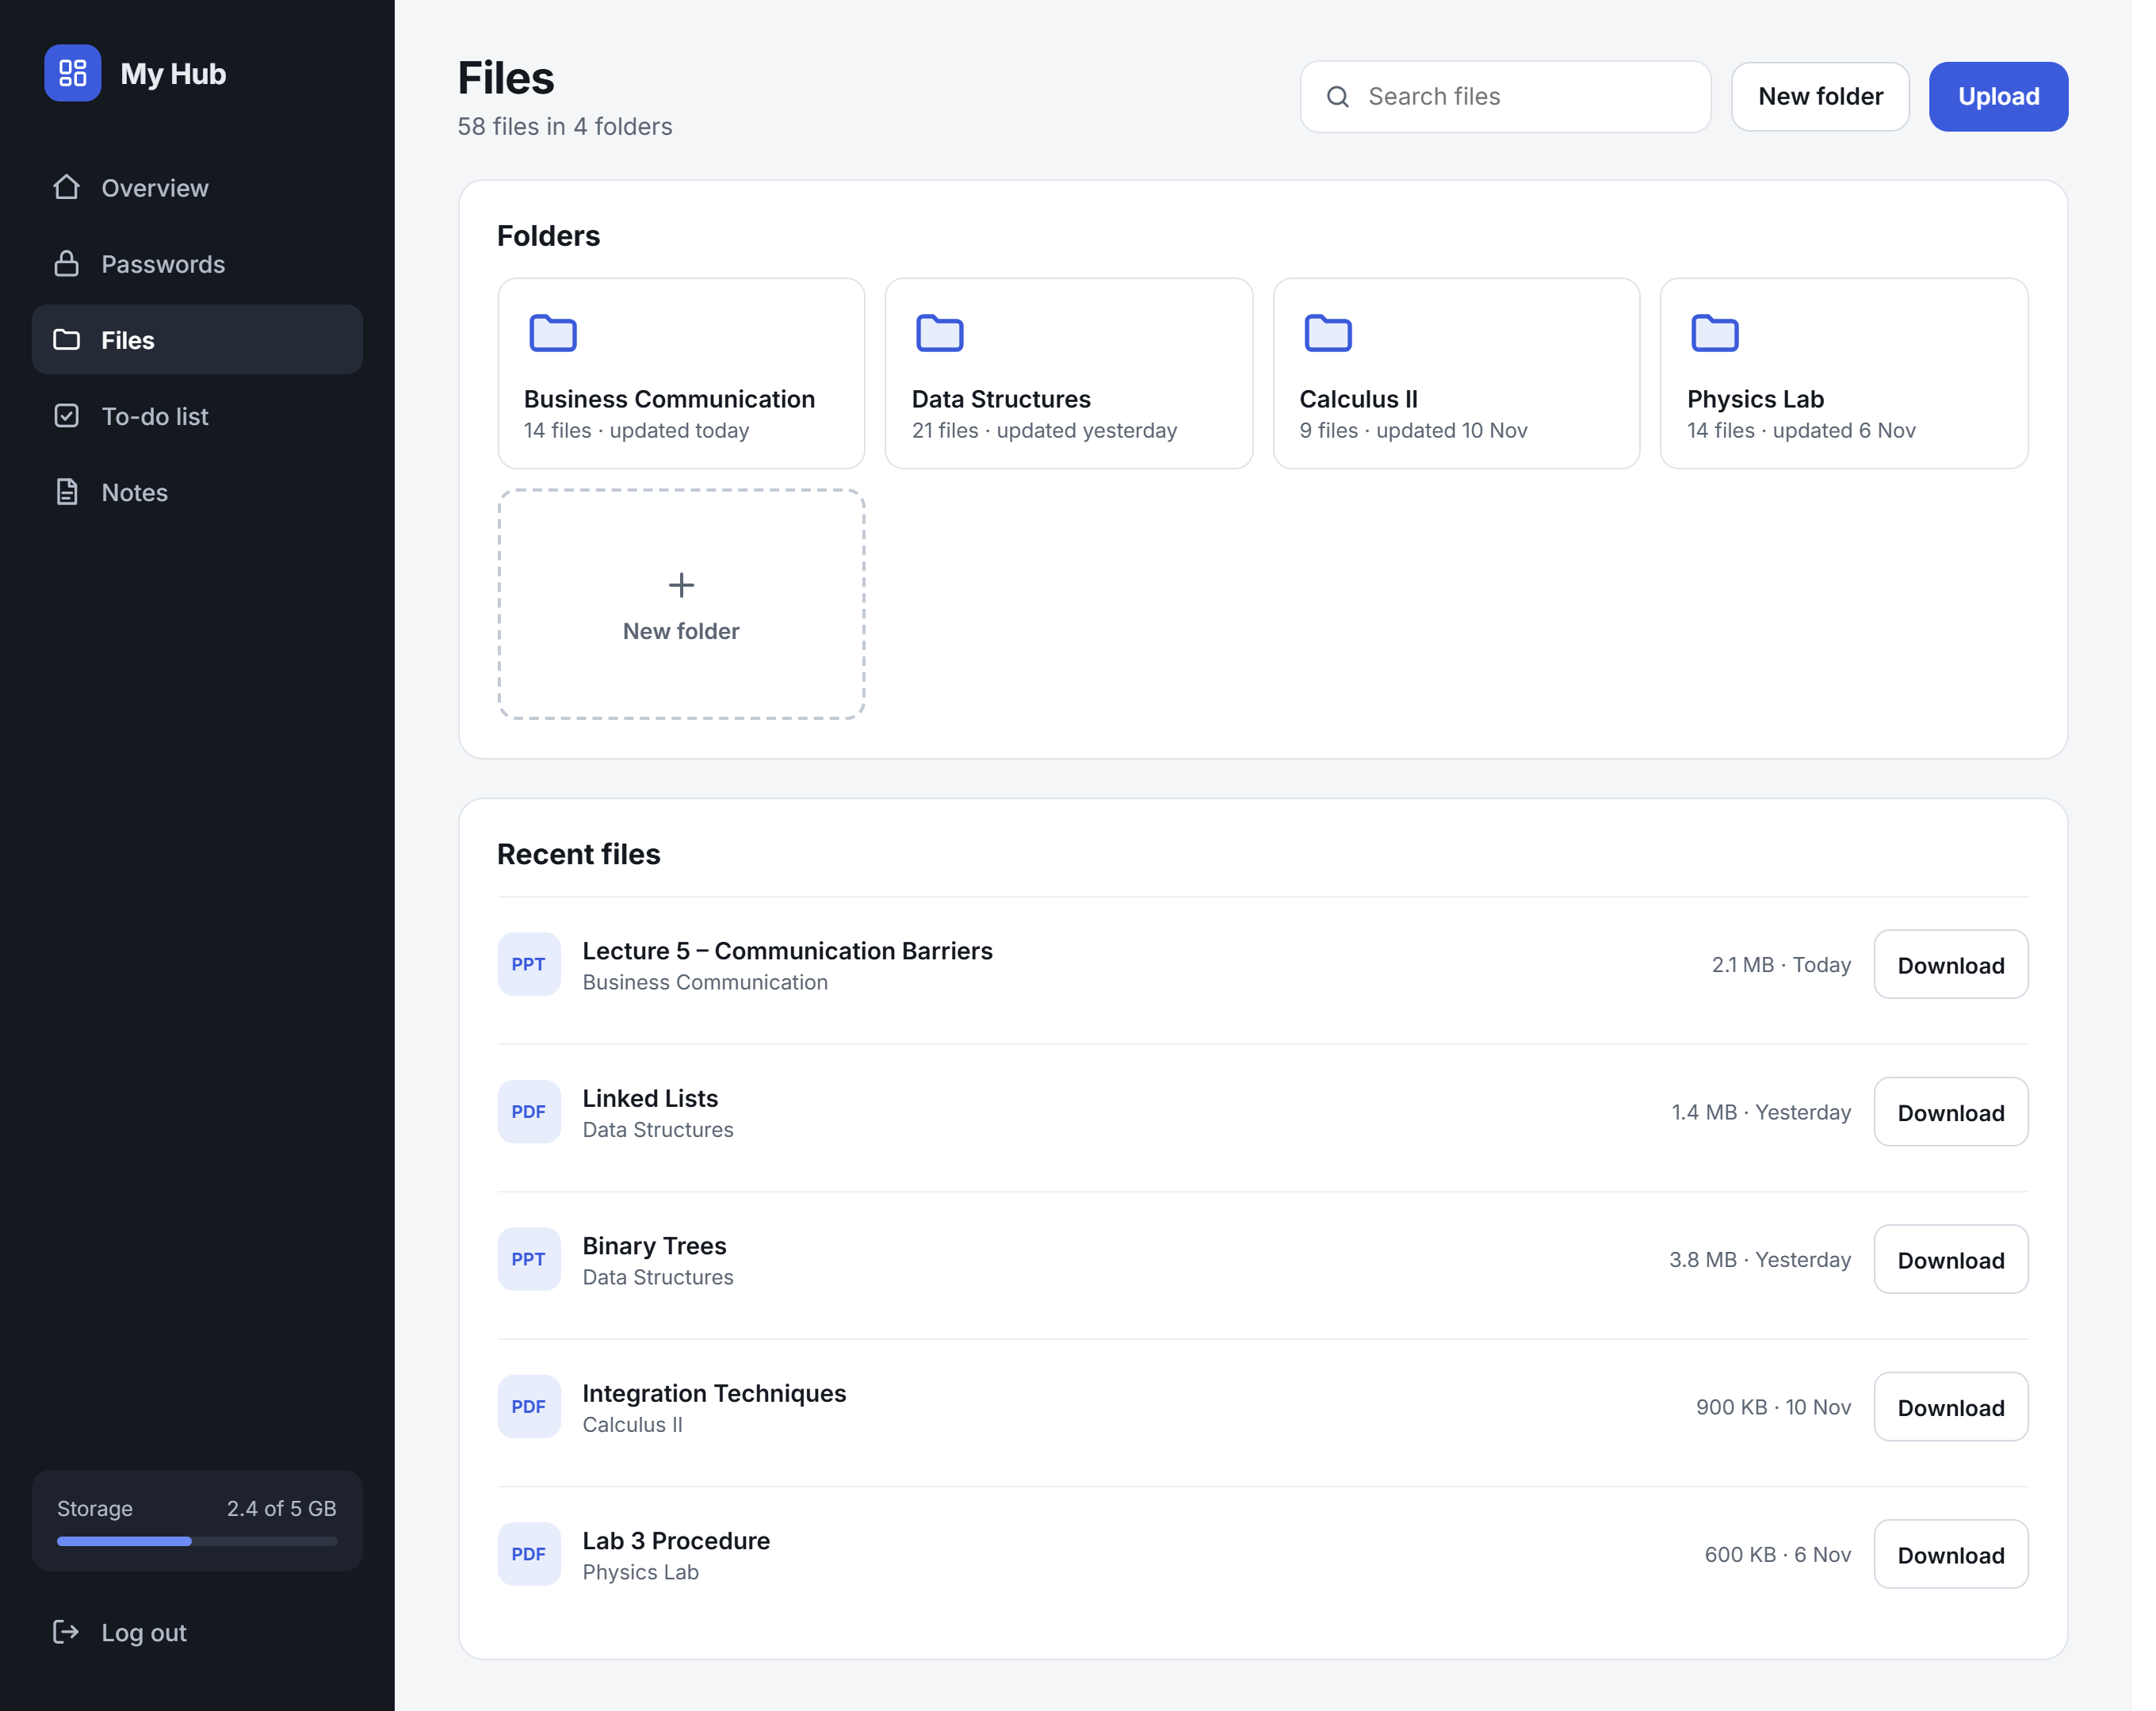 My Hub
Overview
Passwords
Files
To-do list
Notes
Storage 2.4 of 5 GB
Log out
Files
58 files in 4 folders
Search files
New folder
Upload
Folders
Business Communication
14 files · updated today
Data Structures
21 files · updated yesterday
Calculus II
9 files · updated 10 Nov
Physics Lab
14 files · updated 6 Nov
New folder
Recent files
PPT
Lecture 5 – Communication Barriers
Business Communication
2.1 MB · Today
Download
PDF
Linked Lists
Data Structures
1.4 MB · Yesterday
Download
PPT
Binary Trees
Data Structures
3.8 MB · Yesterday
Download
PDF
Integration Techniques
Calculus II
900 KB · 10 Nov
Download
PDF
Lab 3 Procedure
Physics Lab
600 KB · 6 Nov
Download